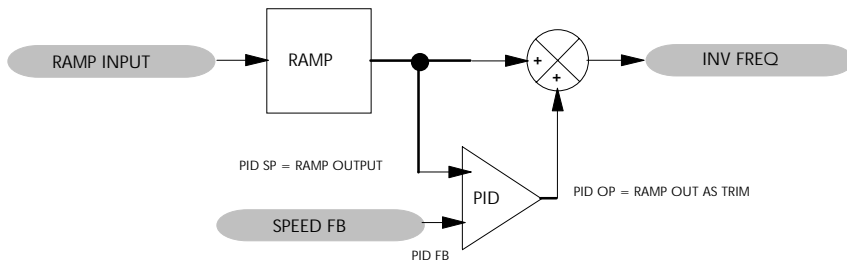 RAMP INPUT
RAMP
+
+
INV FREQ
PID SP = RAMP OUTPUT
PID
PID OP = RAMP OUT AS TRIM
SPEED FB
PID FB